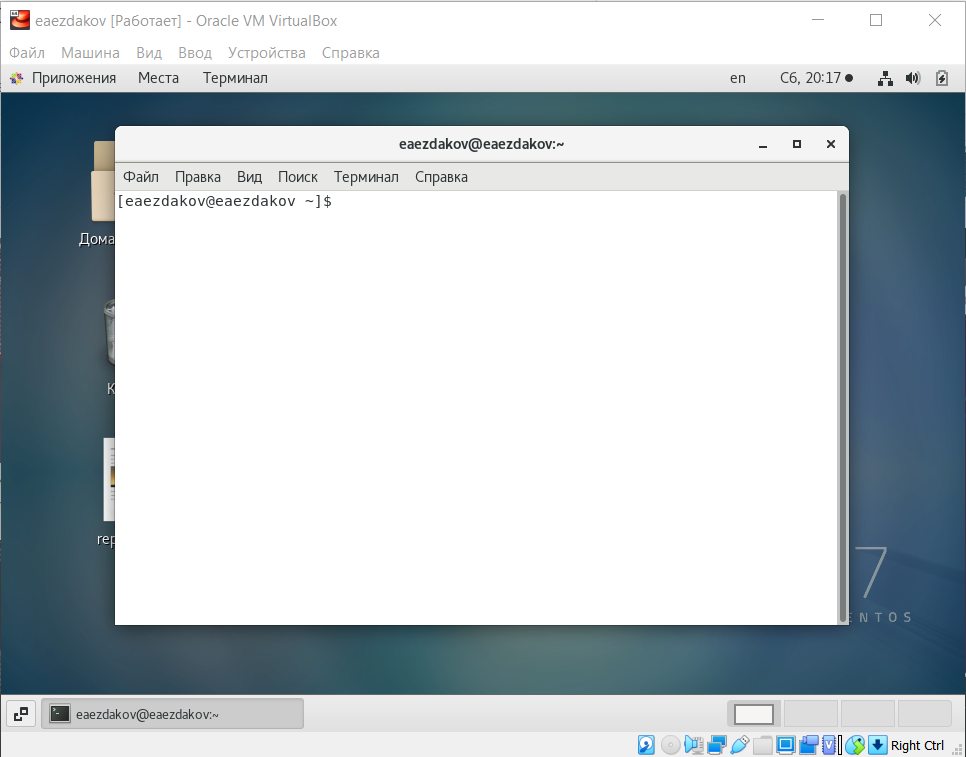 eaezdakov [Работает] - Oracle VM VirtualBox
Файл Машина Вид Ввод Устройства Справка
Приложения Места Терминал en Сб, 20:17
eaezdakov@eaezdakov:~
Файл Правка Вид Поиск Терминал Справка
[eaezdakov@eaezdakov ~]$
Дома
К
rep
7
ENTOS
eaezdakov@eaezdakov:~
Right Ctrl